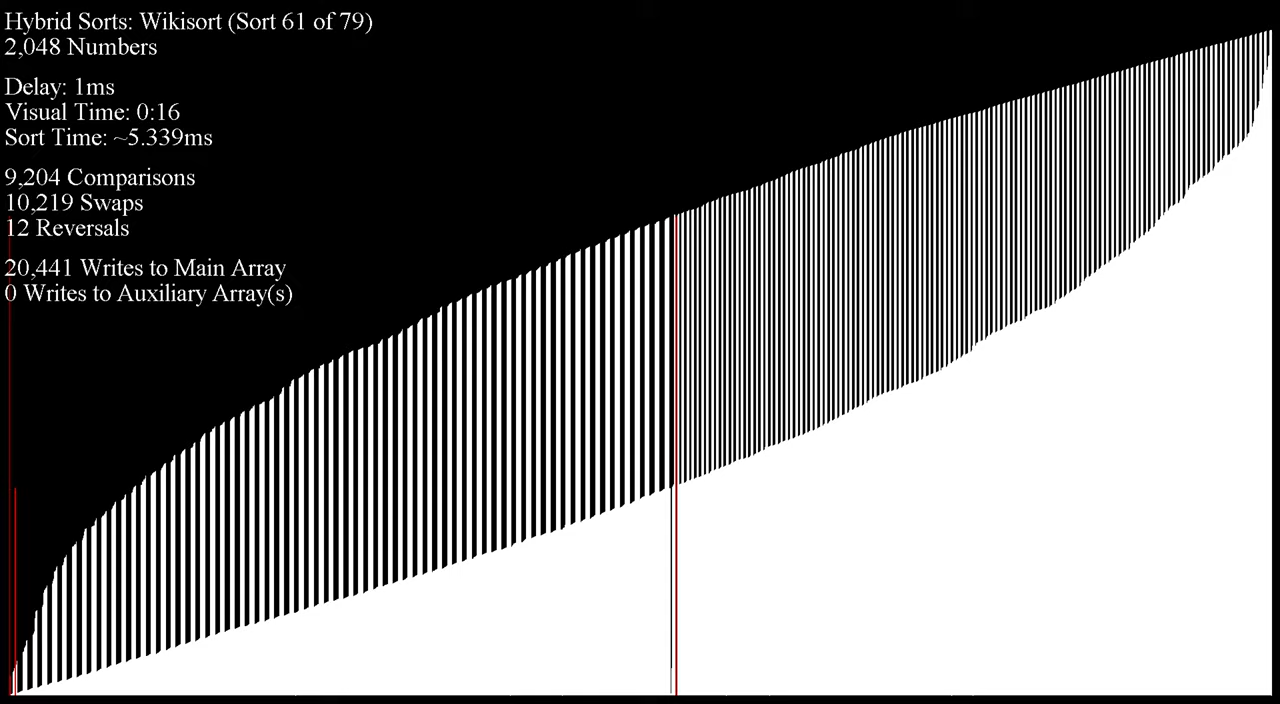 Hybrid Sorts: Wikisort (Sort 61 of 79)
2,048 Numbers
Delay: 1ms
Visual Time: 0:16
Sort Time: ~5.339ms
9,204 Comparisons
10,219 Swaps
12 Reversals
20,441 Writes to Main Array
0 Writes to Auxiliary Array(s)